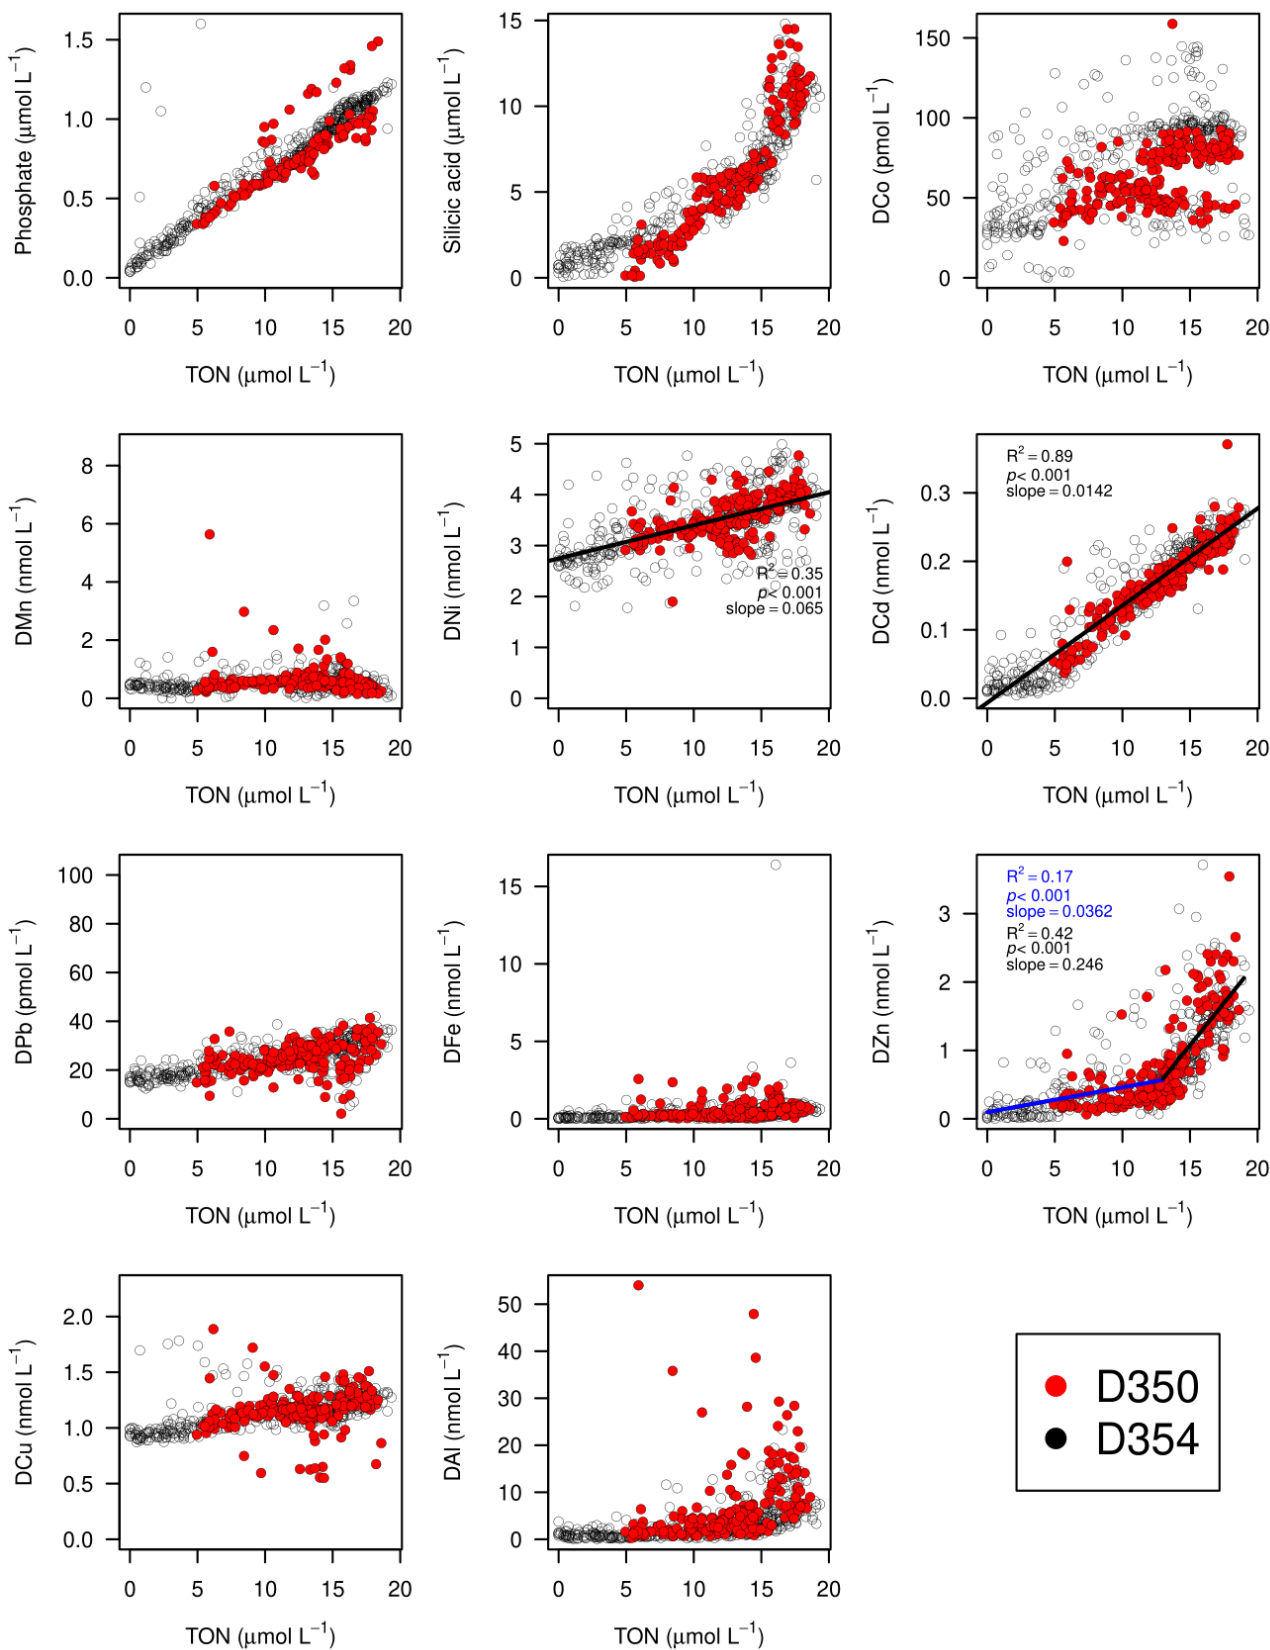 Phosphate (μmol L⁻¹)
1.5
1.0
0.5
0.0
0 5 10 15 20
TON (μmol L⁻¹)
Silicic acid (μmol L⁻¹)
15
10
5
0
0 5 10 15 20
TON (μmol L⁻¹)
DCo (pmol L⁻¹)
150
100
50
0
0 5 10 15 20
TON (μmol L⁻¹)
DMn (nmol L⁻¹)
8
6
4
2
0
0 5 10 15 20
TON (μmol L⁻¹)
DNi (nmol L⁻¹)
5
4
3
2
1
0
R² = 0.35
p< 0.001
slope = 0.065
0 5 10 15 20
TON (μmol L⁻¹)
DCd (nmol L⁻¹)
0.3
0.2
0.1
0.0
R² = 0.89
p< 0.001
slope = 0.0142
0 5 10 15 20
TON (μmol L⁻¹)
DPb (pmol L⁻¹)
100
80
60
40
20
0
0 5 10 15 20
TON (μmol L⁻¹)
DFe (nmol L⁻¹)
15
10
5
0
0 5 10 15 20
TON (μmol L⁻¹)
DZn (nmol L⁻¹)
3
2
1
0
R² = 0.17
p< 0.001
slope = 0.0362
R² = 0.42
p< 0.001
slope = 0.246
0 5 10 15 20
TON (μmol L⁻¹)
DCu (nmol L⁻¹)
2.0
1.5
1.0
0.5
0.0
0 5 10 15 20
TON (μmol L⁻¹)
DAl (nmol L⁻¹)
50
40
30
20
10
0
0 5 10 15 20
TON (μmol L⁻¹)
D350
D354